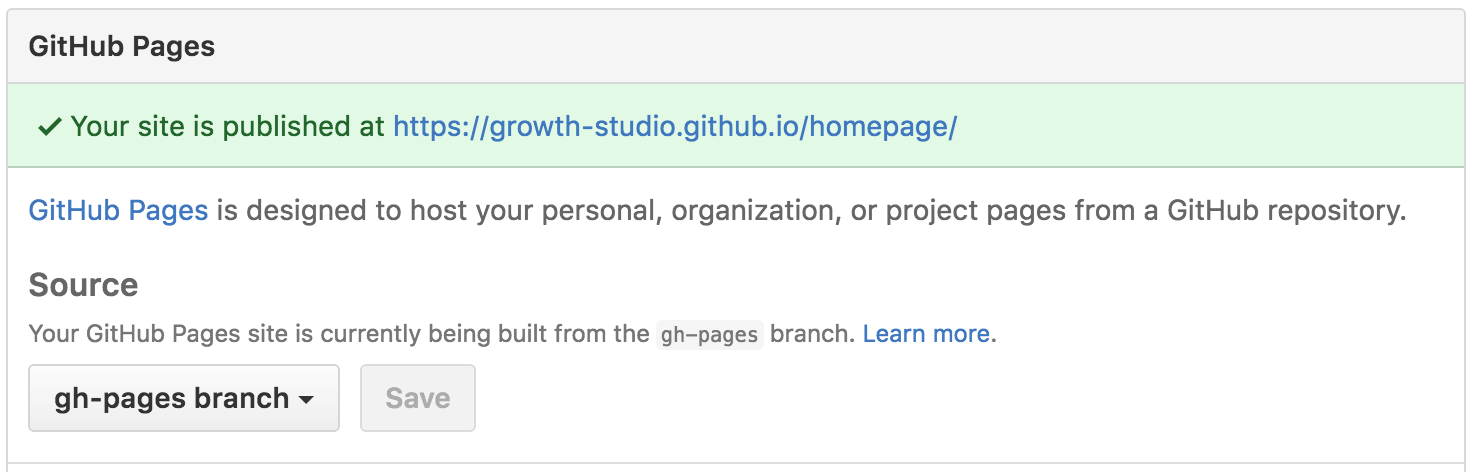 GitHub Pages
✓ Your site is published at https://growth-studio.github.io/homepage/
GitHub Pages is designed to host your personal, organization, or project pages from a GitHub repository.
Source
Your GitHub Pages site is currently being built from the gh-pages branch. Learn more.
gh-pages branch Save